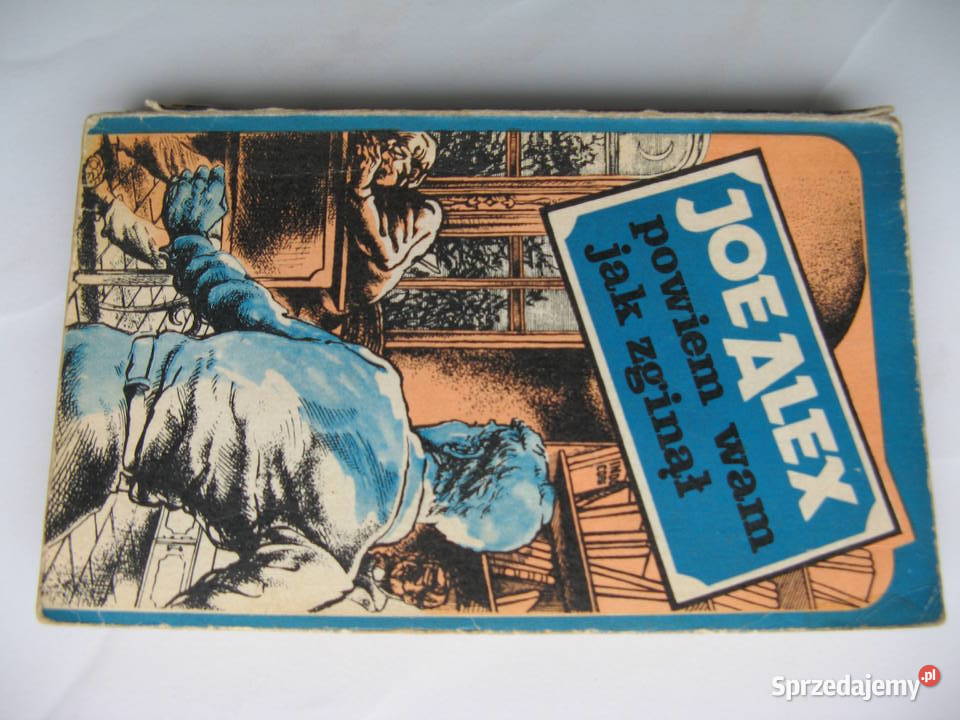 JOE ALEX
powiem wam
jak zginął
Sprzedajemy.pl